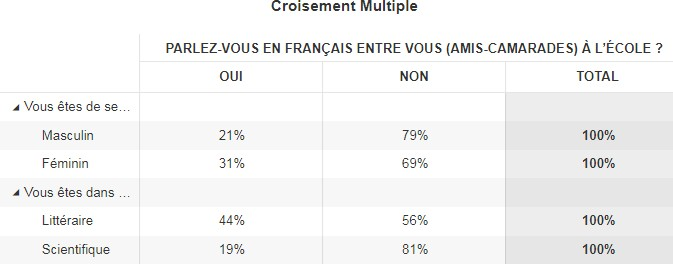 Croisement Multiple
PARLEZ-VOUS EN FRANÇAIS ENTRE VOUS (AMIS-CAMARADES) À L'ÉCOLE ?
OUI NON TOTAL
Vous êtes de se...
Masculin 21% 79% 100%
Féminin 31% 69% 100%
Vous êtes dans ...
Littéraire 44% 56% 100%
Scientifique 19% 81% 100%